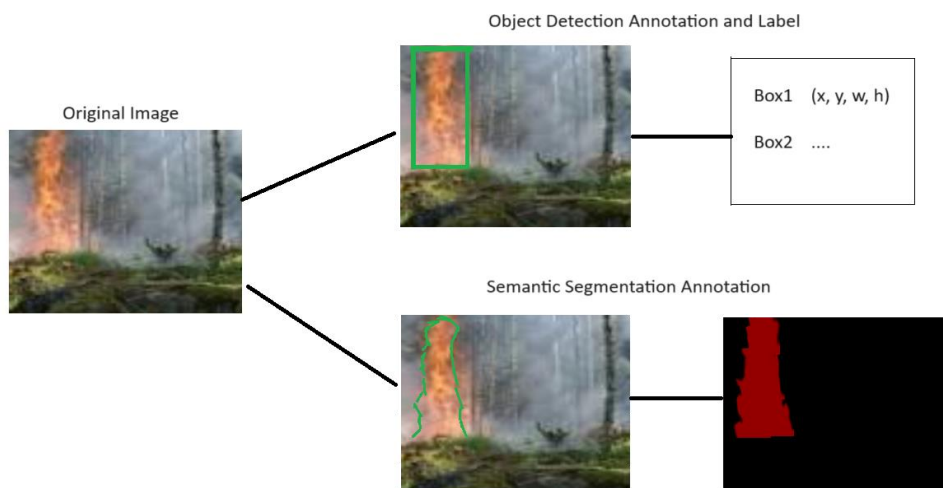 Object Detection Annotation and Label
Original Image
Box1 (x, y, w, h)
Box2 ....
Semantic Segmentation Annotation